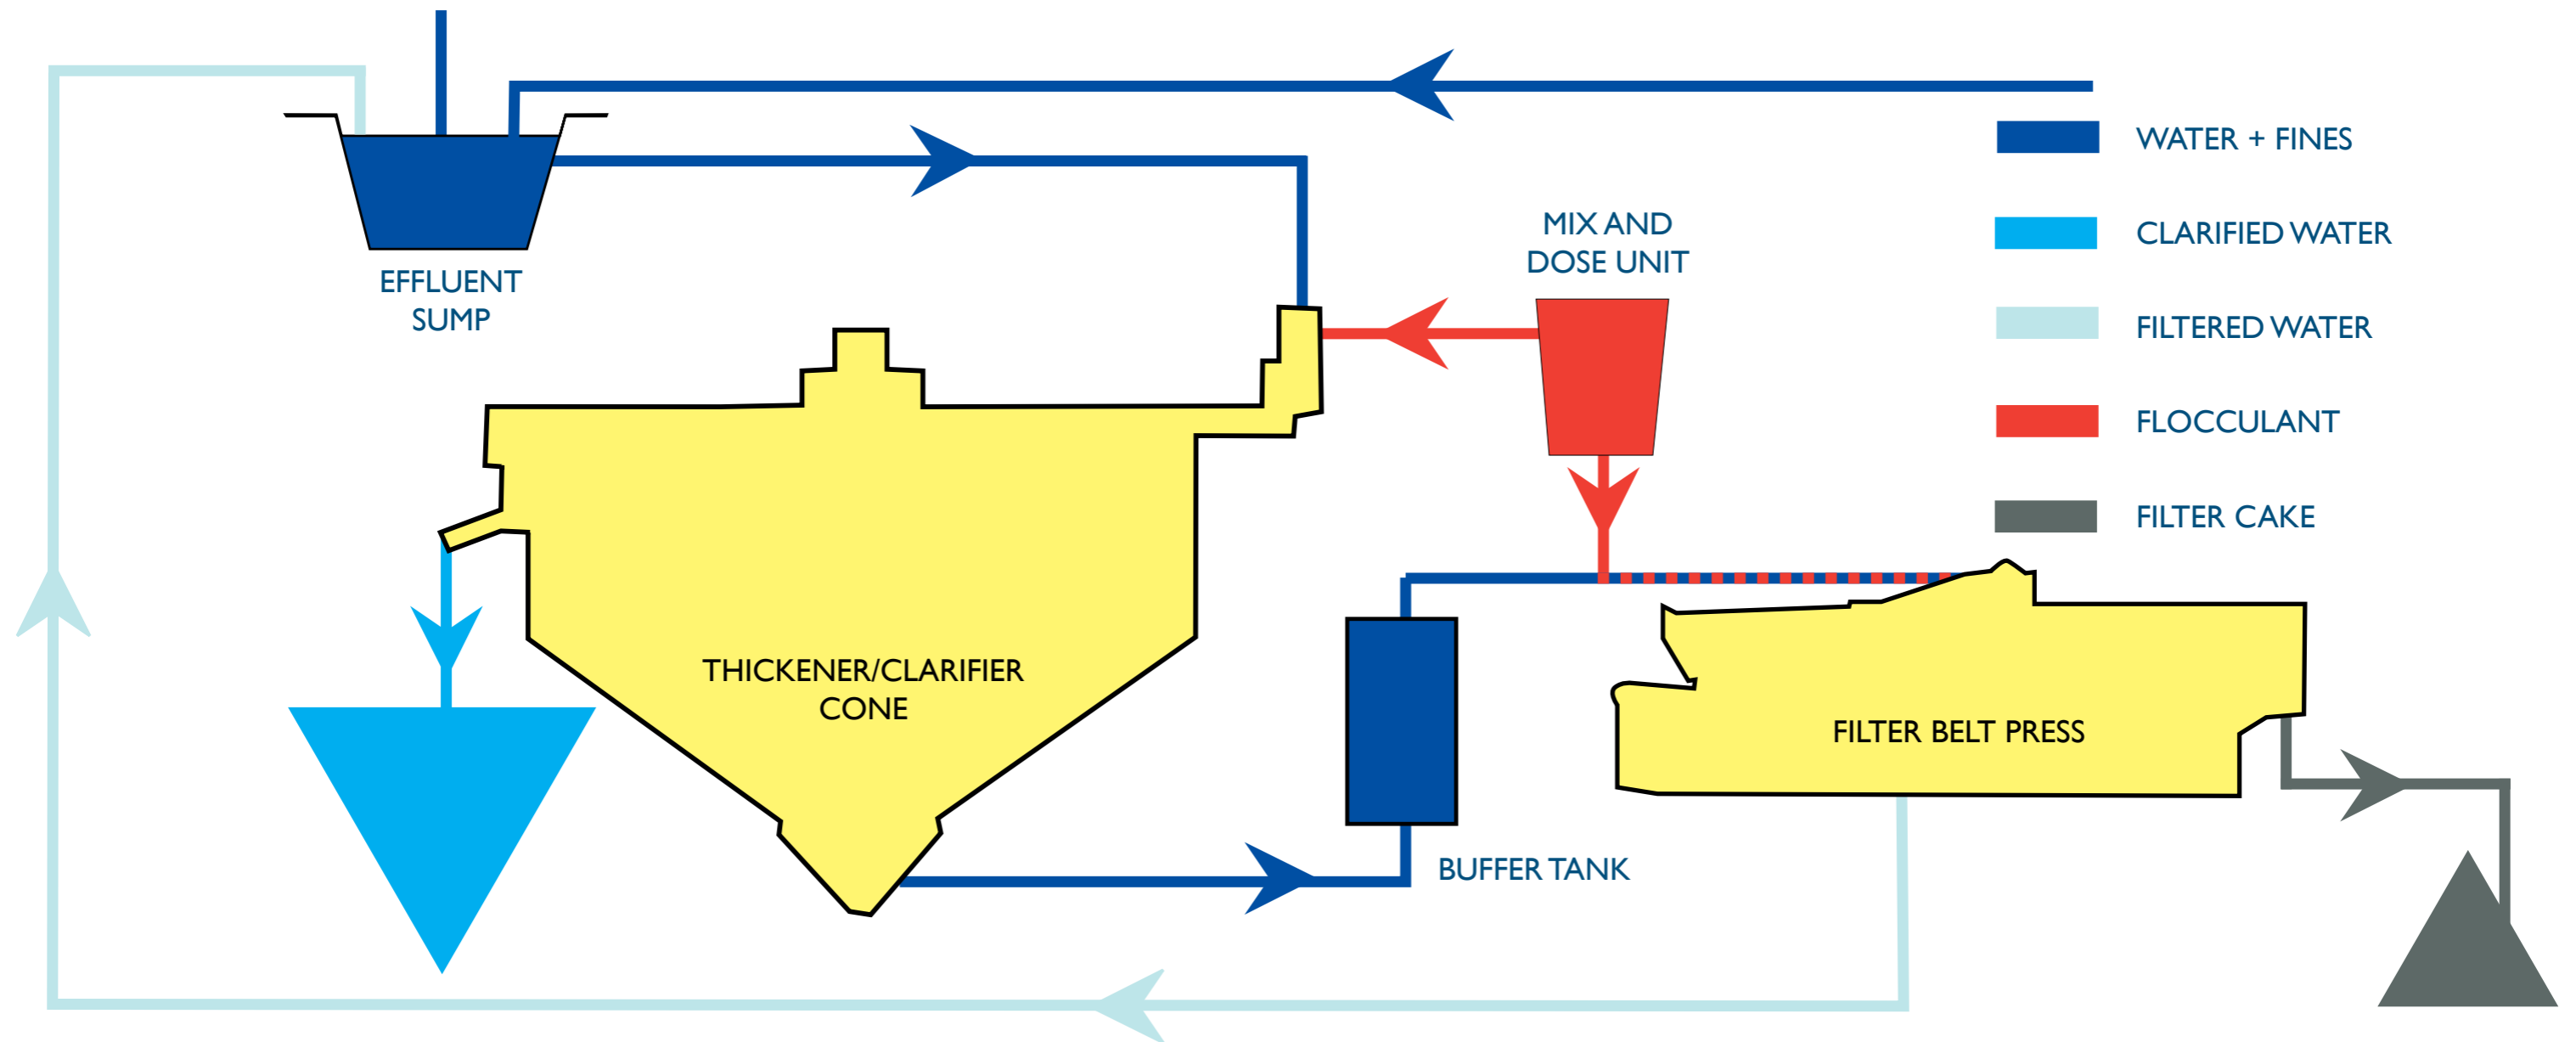 WATER + FINES
CLARIFIED WATER
FILTERED WATER
FLOCCULANT
FILTER CAKE
EFFLUENT
SUMP
MIX AND
DOSE UNIT
THICKENER/CLARIFIER
CONE
BUFFER TANK
FILTER BELT PRESS